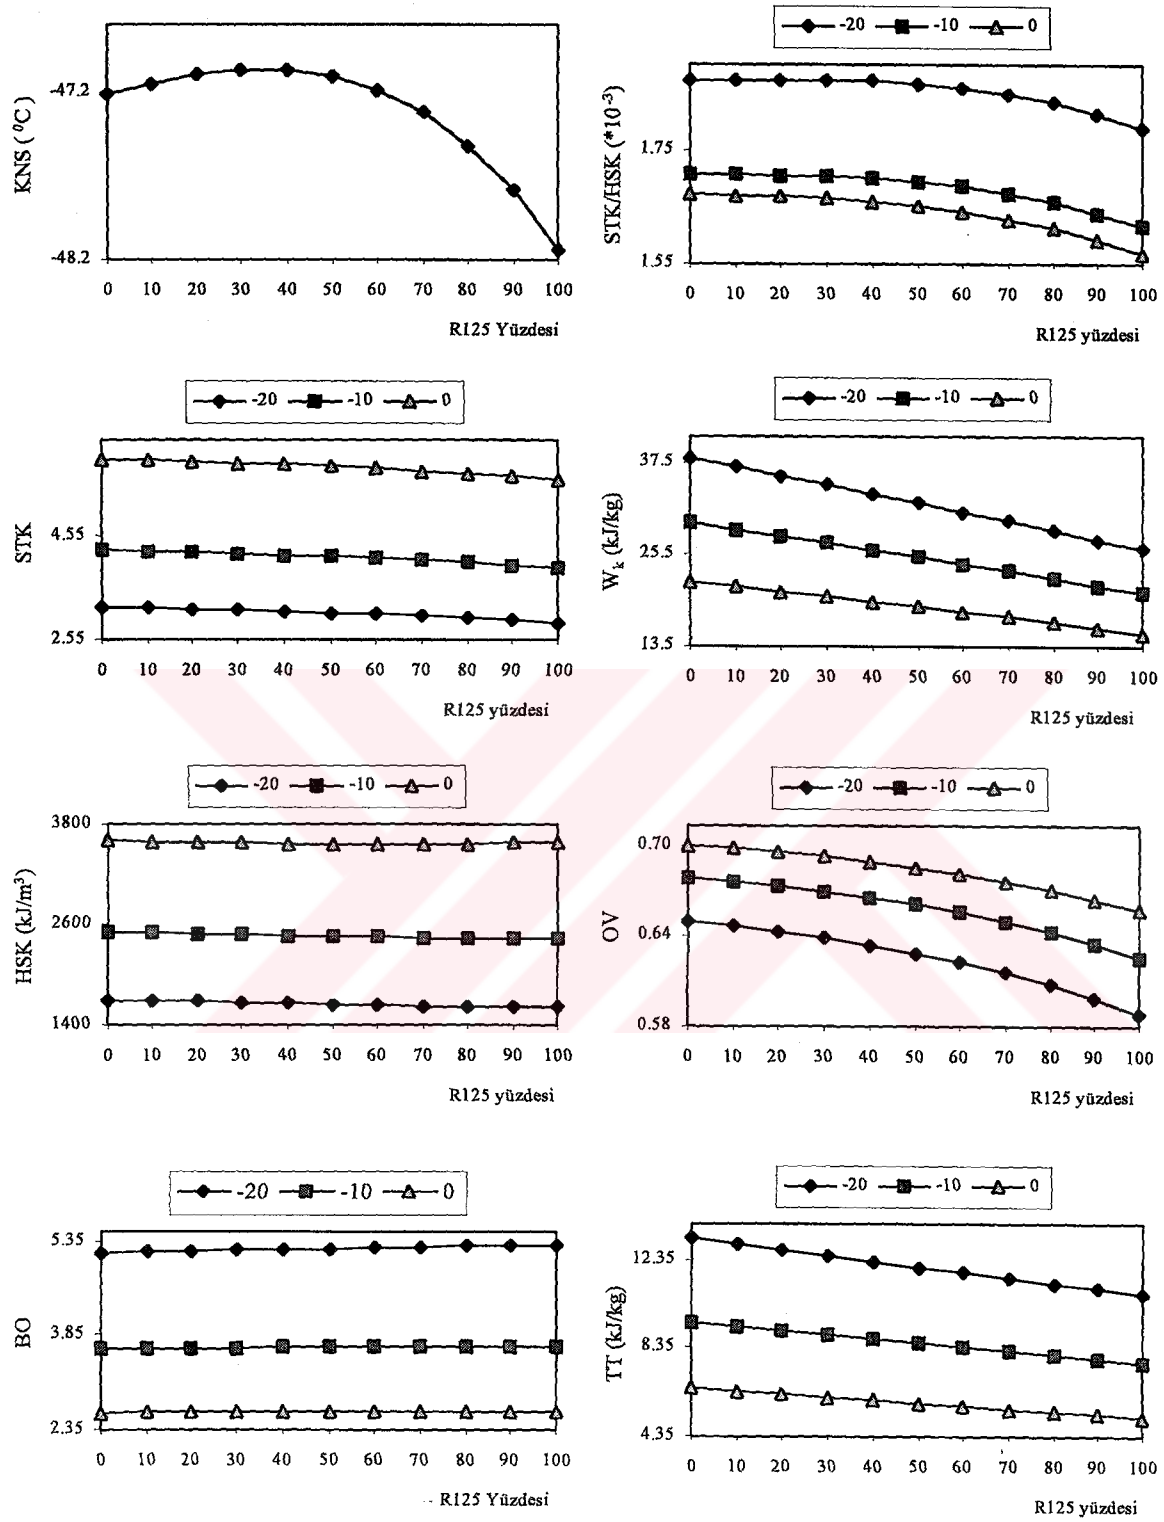 -47.2
-48.2
KNS ( ⁰C )
0 10 20 30 40 50 60 70 80 90 100
R125 Yüzdesi
-20 -10 0
1.75
1.55
STK/HSK (*10⁻³)
0 10 20 30 40 50 60 70 80 90 100
R125 yüzdesi
-20 -10 0
4.55
2.55
STK
0 10 20 30 40 50 60 70 80 90 100
R125 yüzdesi
-20 -10 0
37.5
25.5
13.5
Wk (kJ/kg)
0 10 20 30 40 50 60 70 80 90 100
R125 yüzdesi
-20 -10 0
3800
2600
1400
HSK (kJ/m³)
0 10 20 30 40 50 60 70 80 90 100
R125 yüzdesi
-20 -10 0
0.70
0.64
0.58
OV
0 10 20 30 40 50 60 70 80 90 100
R125 yüzdesi
-20 -10 0
5.35
3.85
2.35
BO
0 10 20 30 40 50 60 70 80 90 100
R125 Yüzdesi
-20 -10 0
12.35
8.35
4.35
TT (kJ/kg)
0 10 20 30 40 50 60 70 80 90 100
R125 yüzdesi